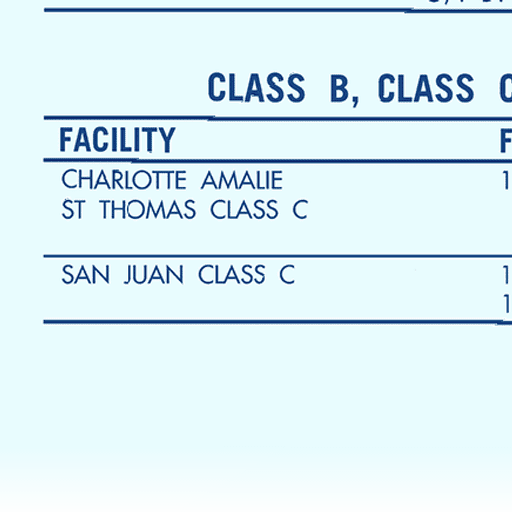 CLASS B, CLASS C
FACILITY F
CHARLOTTE AMALIE 1
ST THOMAS CLASS C
SAN JUAN CLASS C 1
1